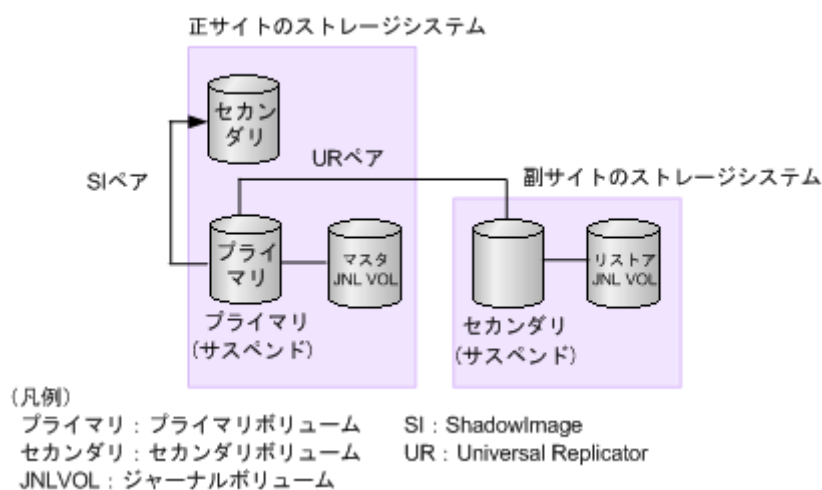 正サイトのストレージシステム
セカン
ダリ
URペア
SIペア
副サイトのストレージシステム
プライ
マリ
マスタ
JNL VOL
リストア
JNL VOL
プライマリ
(サスペンド)
セカンダリ
(サスペンド)
(凡例)
プライマリ:プライマリボリューム
SI:ShadowImage
セカンダリ:セカンダリボリューム
UR:Universal Replicator
JNLVOL:ジャーナルボリューム